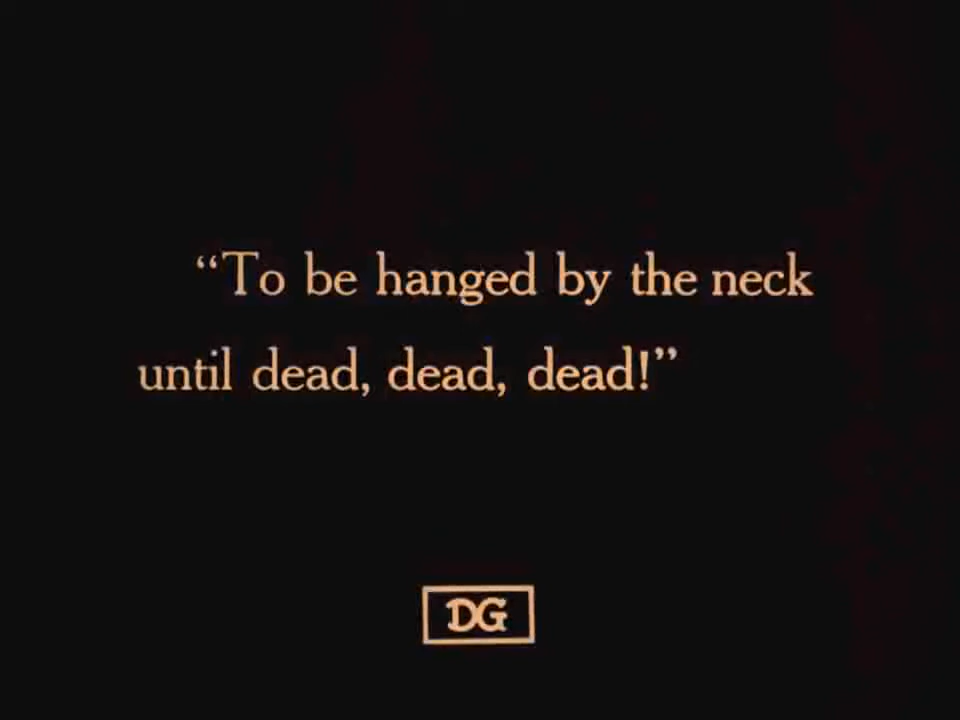 “To be hanged by the neck
until dead, dead, dead!”
DG